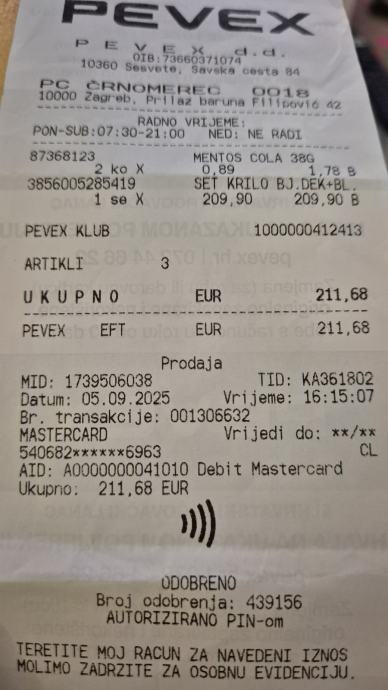 PEVEX
P E V E X d.d.
OIB:73660371074
10360 Sesvete, Savska cesta 84
PC ČRNOMEREC 0018
10000 Zagreb, Prilaz baruna Filipović 42
RADNO VRIJEME:
PON-SUB:07:30-21:00 NED: NE RADI
87368123 MENTOS COLA 38G
2 ko X 0,89 1,78 B
3856005285419 SET KRILO BJ.DEK+BL.
1 se X 209,90 209,90 B
PEVEX KLUB 1000000412413
ARTIKLI 3
U K U P N O EUR 211,68
PEVEX EFT EUR 211,68
Prodaja
MID: 1739506038 TID: KA361802
Datum: 05.09.2025 Vrijeme: 16:15:07
Br. transakcije: 001306632
MASTERCARD Vrijedi do: **/**
540682******6963 CL
AID: A0000000041010 Debit Mastercard
Ukupno: 211,68 EUR
ODOBRENO
Broj odobrenja: 439156
AUTORIZIRANO PIN-om
TERETITE MOJ RACUN ZA NAVEDENI IZNOS
MOLIMO ZADRZITE ZA OSOBNU EVIDENCIJU.